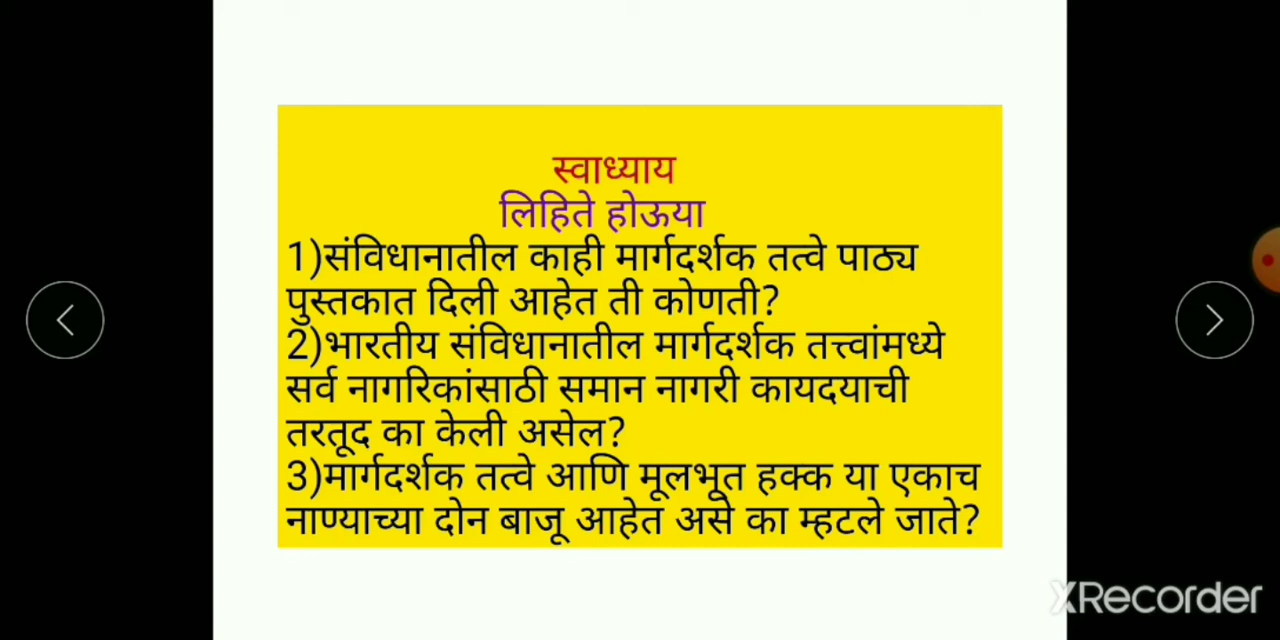 स्वाध्याय
लिहिते होऊया
1)संविधानातील काही मार्गदर्शक तत्वे पाठ्य
पुस्तकात दिली आहेत ती कोणती?
2)भारतीय संविधानातील मार्गदर्शक तत्त्वांमध्ये
सर्व नागरिकांसाठी समान नागरी कायदयाची
तरतूद का केली असेल?
3)मार्गदर्शक तत्वे आणि मूलभूत हक्क या एकाच
नाण्याच्या दोन बाजू आहेत असे का म्हटले जाते?
XRecorder